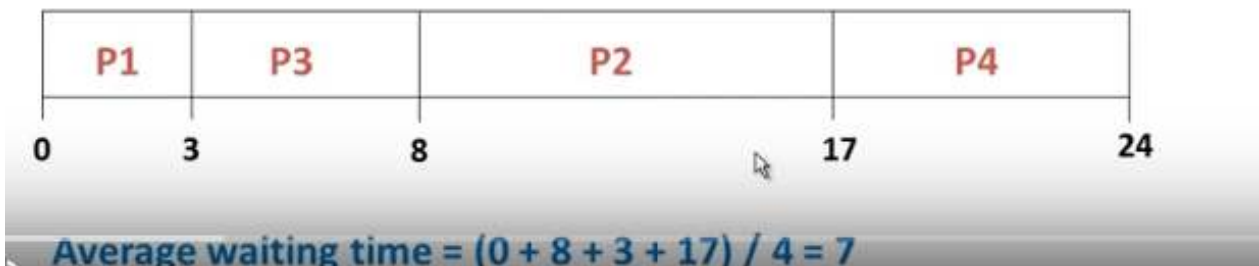 P1 P3 P2 P4
0 3 8 17 24
Average waiting time = (0 + 8 + 3 + 17) / 4 = 7